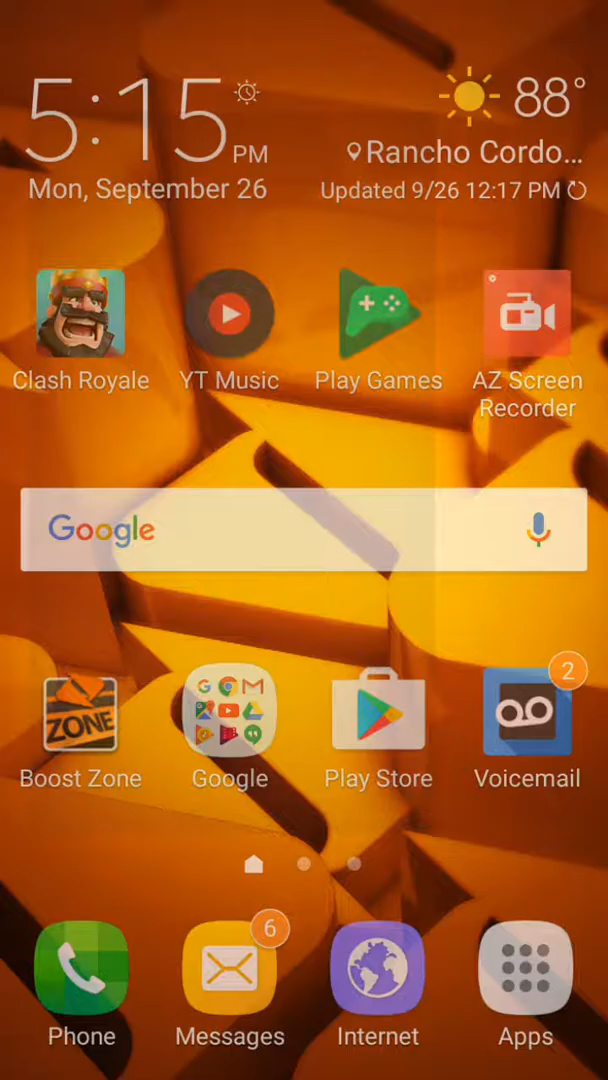 5:15 PM
88°
Rancho Cordo...
Mon, September 26
Updated 9/26 12:17 PM
Clash Royale
YT Music
Play Games
AZ Screen
Recorder
Google
ZONE
2
Boost Zone
Google
Play Store
Voicemail
6
Phone
Messages
Internet
Apps